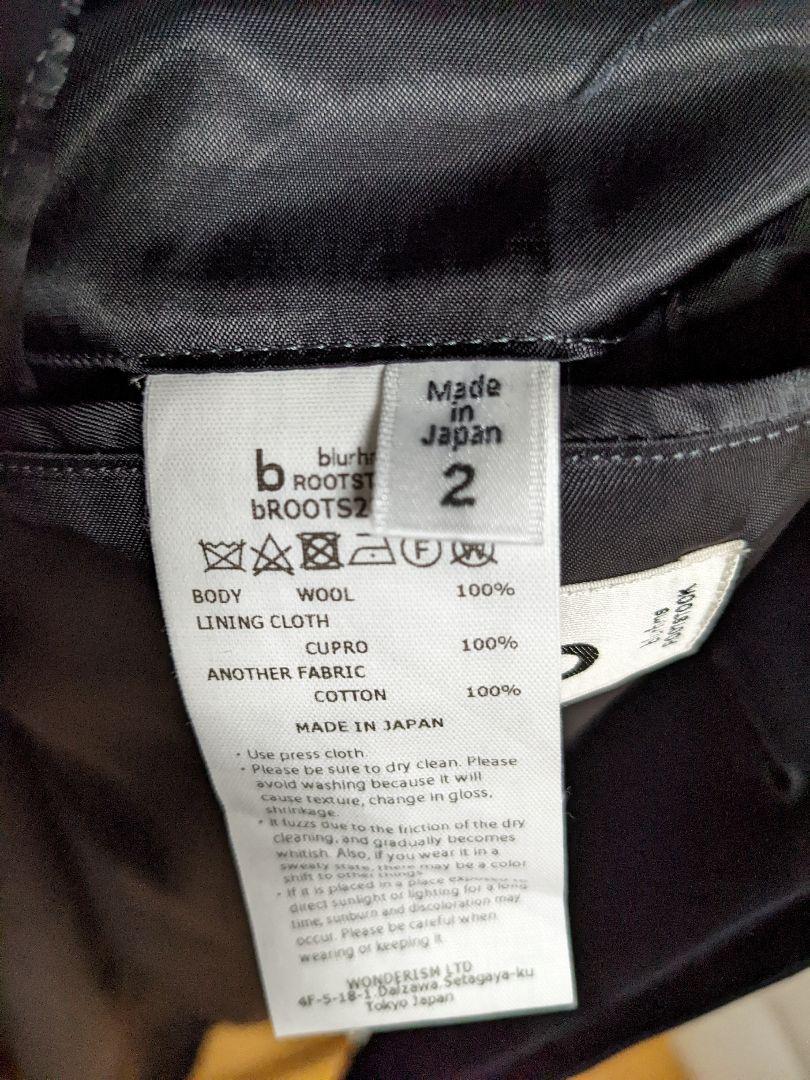 Made
in
Japan
2
b
blurh
ROOTST
bROOTS2
F
W
BODY WOOL 100%
LINING CLOTH
CUPRO 100%
ANOTHER FABRIC
COTTON 100%
MADE IN JAPAN
・Use press cloth.
・Please be sure to dry clean. Please
avoid washing because it will
cause texture, change in gloss,
shrinkage.
・It fuzzs due to the friction of the dry
cleaning, and gradually becomes
whitish. Also, if you wear it in a
sweaty state, there may be a color
shift to other things
・If it is placed in a place exposed to
direct sunlight or lighting for a long
time, sunburn and discoloration may
occur. Please be careful when
wearing or keeping it.
WONDERISM LTD
4F-5-18-1 Daizawa, Setagaya-ku
Tokyo Japan
ROOTSTOCK